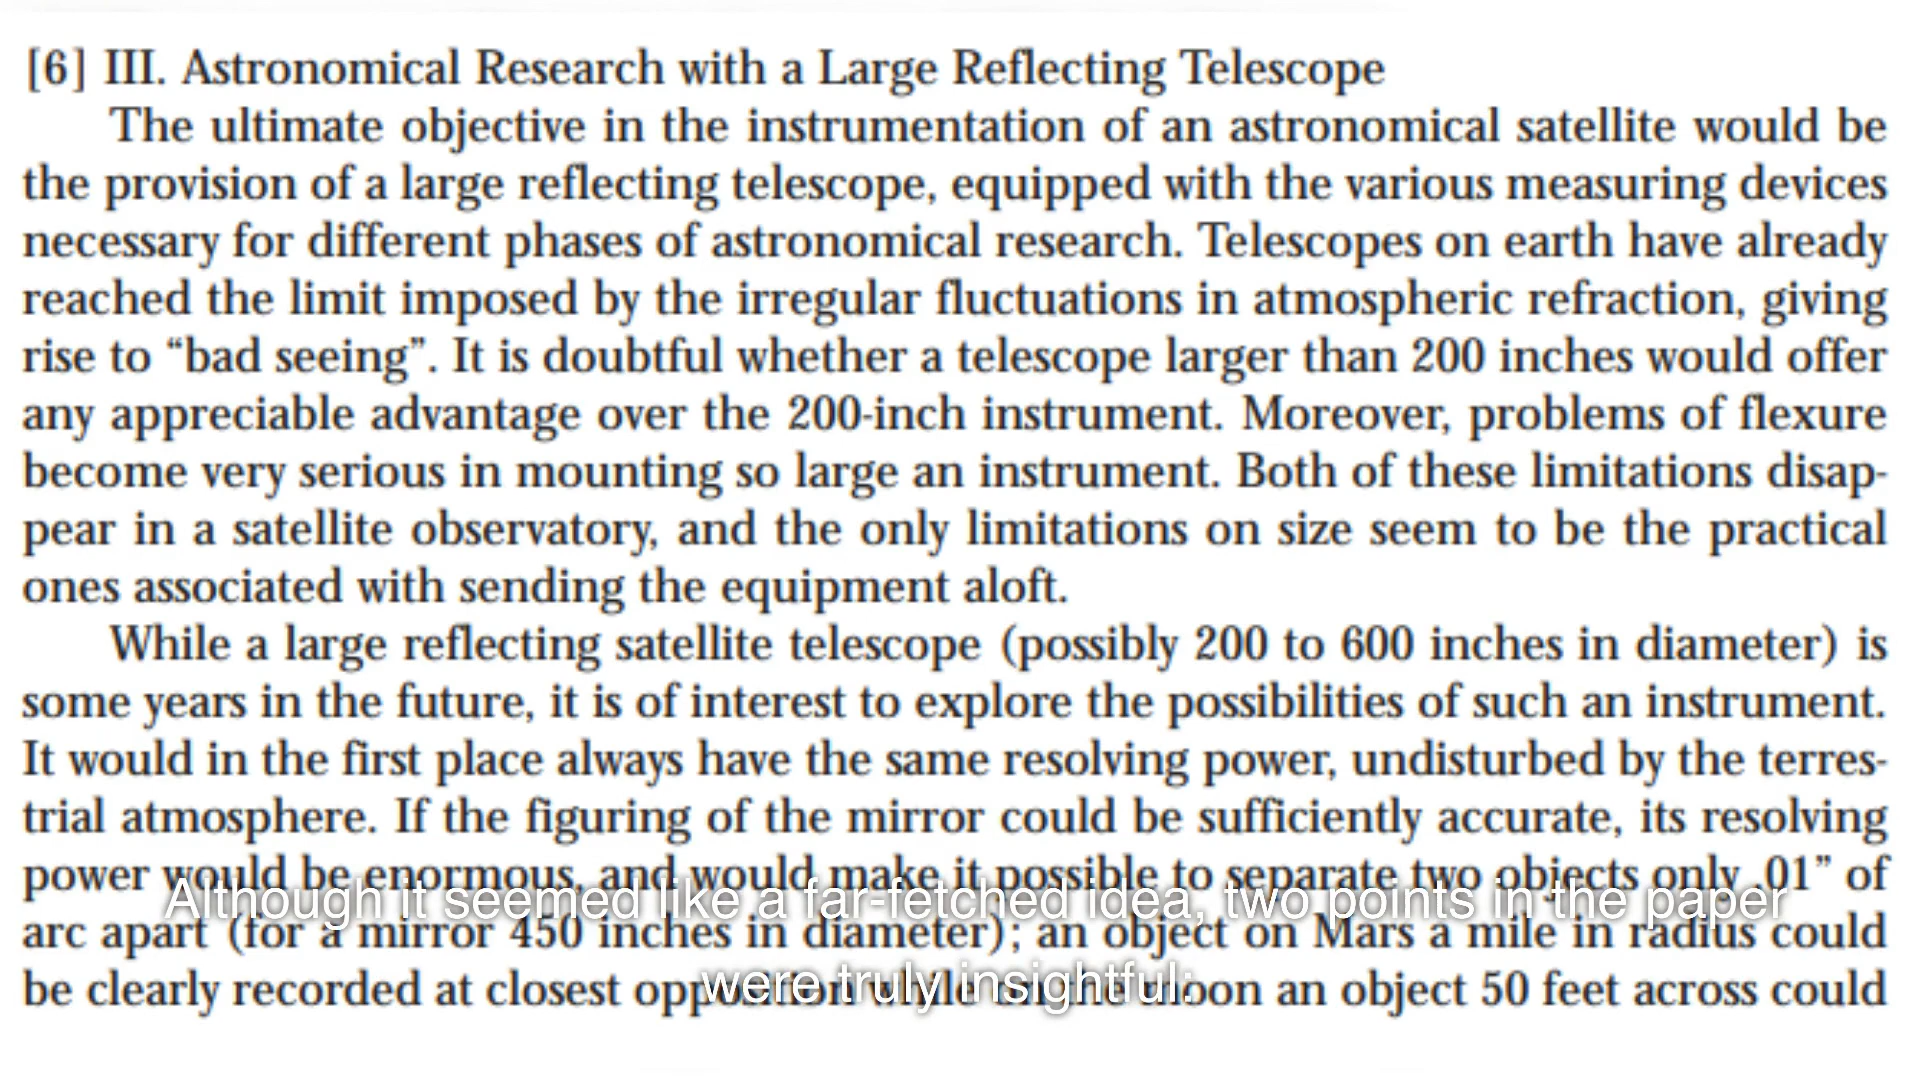 [6] III. Astronomical Research with a Large Reflecting Telescope
The ultimate objective in the instrumentation of an astronomical satellite would be
the provision of a large reflecting telescope, equipped with the various measuring devices
necessary for different phases of astronomical research. Telescopes on earth have already
reached the limit imposed by the irregular fluctuations in atmospheric refraction, giving
rise to “bad seeing”. It is doubtful whether a telescope larger than 200 inches would offer
any appreciable advantage over the 200-inch instrument. Moreover, problems of flexure
become very serious in mounting so large an instrument. Both of these limitations disap-
pear in a satellite observatory, and the only limitations on size seem to be the practical
ones associated with sending the equipment aloft.
While a large reflecting satellite telescope (possibly 200 to 600 inches in diameter) is
some years in the future, it is of interest to explore the possibilities of such an instrument.
It would in the first place always have the same resolving power, undisturbed by the terres-
trial atmosphere. If the figuring of the mirror could be sufficiently accurate, its resolving
power would be enormous, and would make it possible to separate two objects only .01” of
Although it seemed like a far-fetched idea, two points in the paper
arc apart (for a mirror 450 inches in diameter); an object on Mars a mile in radius could
were truly insightful:
be clearly recorded at closest an object 50 feet across could